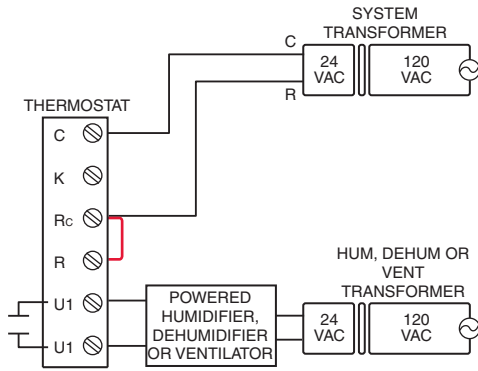 SYSTEM
TRANSFORMER
C
24
VAC
120
VAC
R
THERMOSTAT
C
K
RC
R
U1
U1
POWERED
HUMIDIFIER,
DEHUMIDIFIER
OR VENTILATOR
HUM, DEHUM OR
VENT
TRANSFORMER
24
VAC
120
VAC